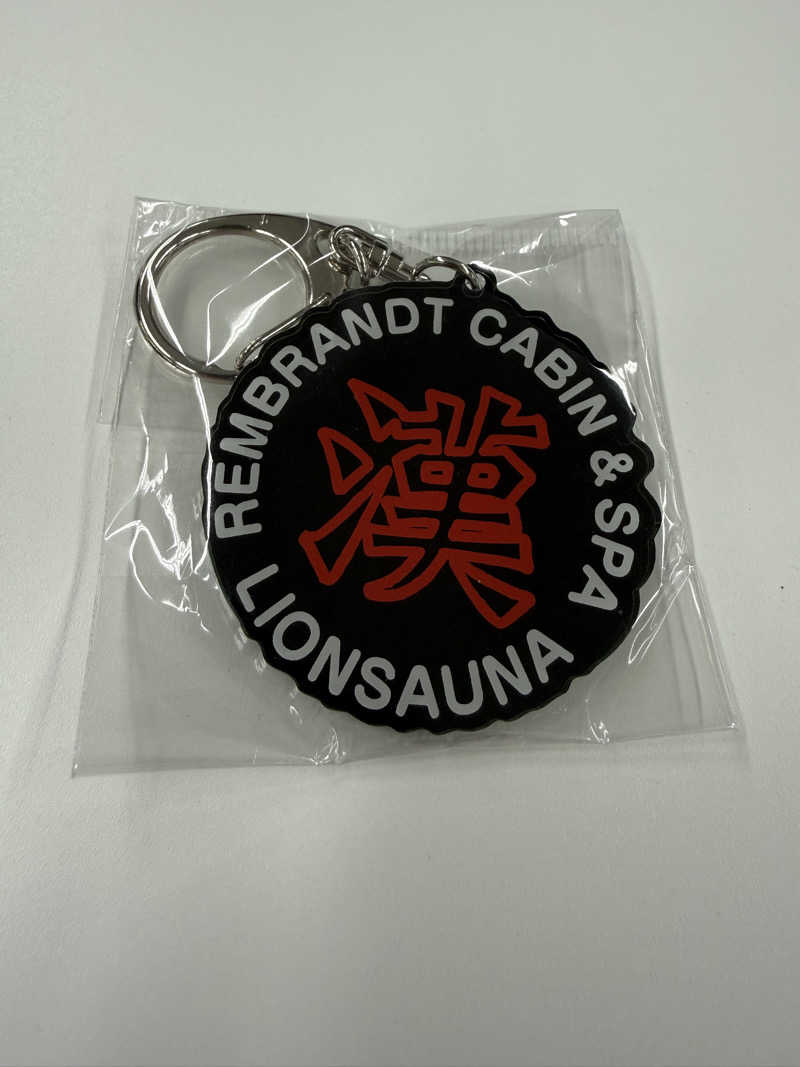 REMBRANDT CABIN & SPA
漢
LIONSAUNA